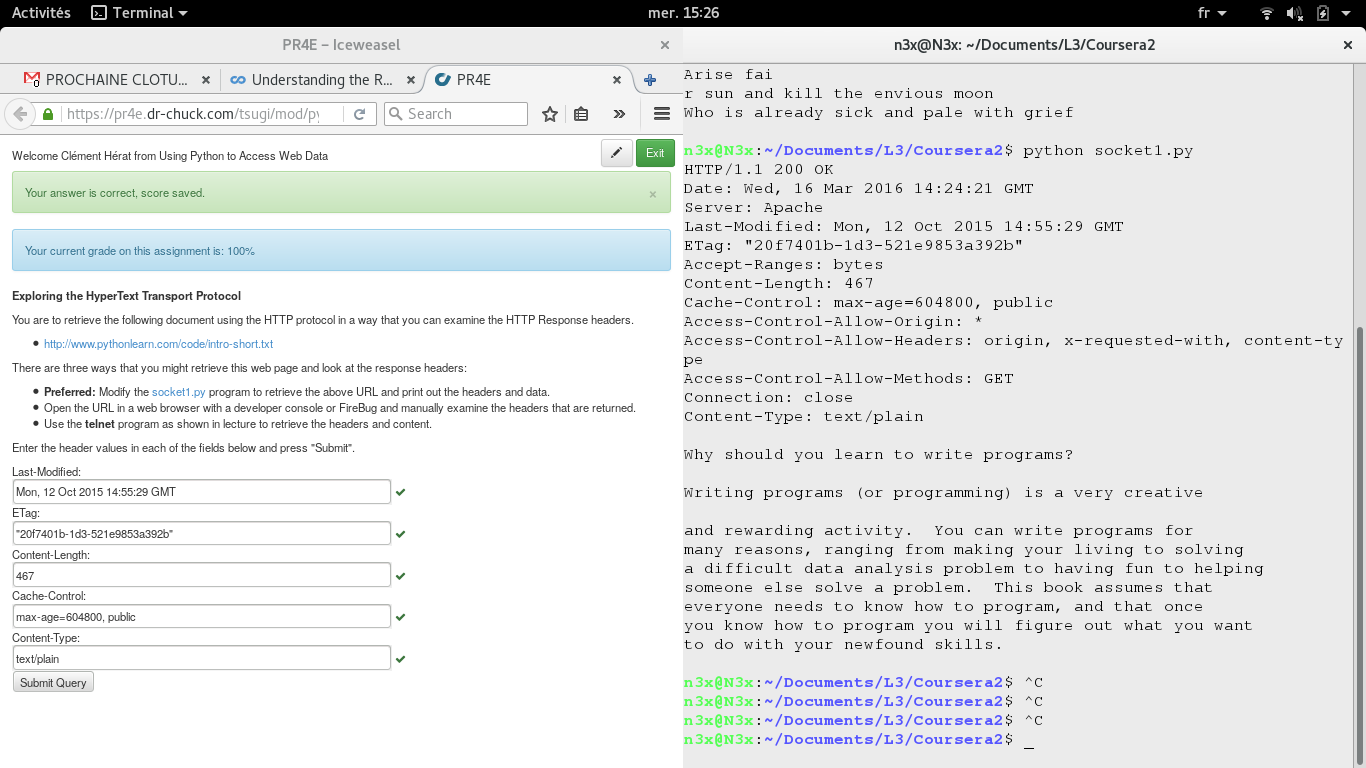 Activités
Terminal
mer. 15:26
fr
PR4E – Iceweasel
×
PROCHAINE CLOTU...
×
Understanding the R...
×
PR4E
×
https://pr4e.dr-chuck.com/tsugi/mod/py
Search
Welcome Clément Hérat from Using Python to Access Web Data
Exit
Your answer is correct, score saved.
×
Your current grade on this assignment is: 100%
Exploring the HyperText Transport Protocol
You are to retrieve the following document using the HTTP protocol in a way that you can examine the HTTP Response headers.
• http://www.pythonlearn.com/code/intro-short.txt
There are three ways that you might retrieve this web page and look at the response headers:
• Preferred: Modify the socket1.py program to retrieve the above URL and print out the headers and data.
• Open the URL in a web browser with a developer console or FireBug and manually examine the headers that are returned.
• Use the telnet program as shown in lecture to retrieve the headers and content.
Enter the header values in each of the fields below and press "Submit".
Last-Modified:
Mon, 12 Oct 2015 14:55:29 GMT
ETag:
"20f7401b-1d3-521e9853a392b"
Content-Length:
467
Cache-Control:
max-age=604800, public
Content-Type:
text/plain
Submit Query
n3x@N3x: ~/Documents/L3/Coursera2
×
Arise fai
r sun and kill the envious moon
Who is already sick and pale with grief
n3x@N3x:~/Documents/L3/Coursera2$ python socket1.py
HTTP/1.1 200 OK
Date: Wed, 16 Mar 2016 14:24:21 GMT
Server: Apache
Last-Modified: Mon, 12 Oct 2015 14:55:29 GMT
ETag: "20f7401b-1d3-521e9853a392b"
Accept-Ranges: bytes
Content-Length: 467
Cache-Control: max-age=604800, public
Access-Control-Allow-Origin: *
Access-Control-Allow-Headers: origin, x-requested-with, content-ty
pe
Access-Control-Allow-Methods: GET
Connection: close
Content-Type: text/plain
Why should you learn to write programs?
Writing programs (or programming) is a very creative
and rewarding activity.  You can write programs for
many reasons, ranging from making your living to solving
a difficult data analysis problem to having fun to helping
someone else solve a problem.  This book assumes that
everyone needs to know how to program, and that once
you know how to program you will figure out what you want
to do with your newfound skills.
n3x@N3x:~/Documents/L3/Coursera2$ ^C
n3x@N3x:~/Documents/L3/Coursera2$ ^C
n3x@N3x:~/Documents/L3/Coursera2$ ^C
n3x@N3x:~/Documents/L3/Coursera2$ _